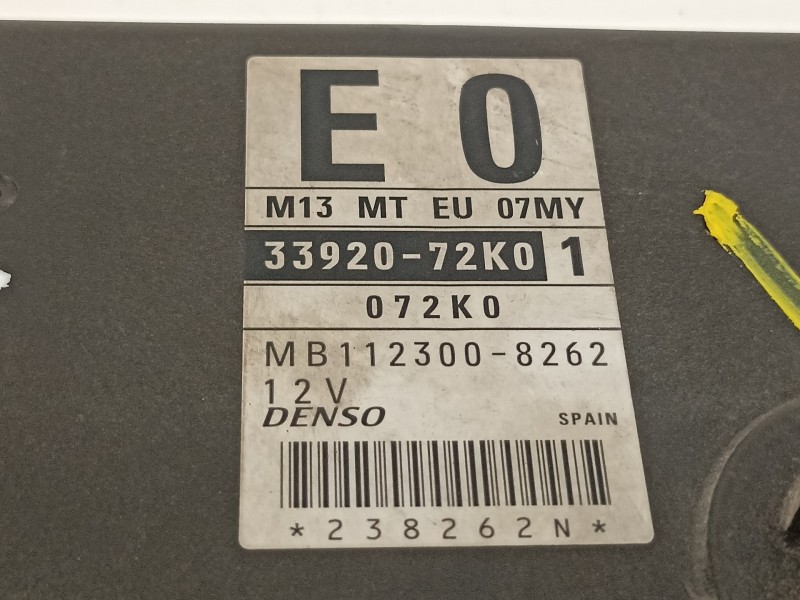 E 0
M13 MT EU 07MY
33920-72K0 1
072K0
MB112300-8262
12V
DENSO SPAIN
*238262N*